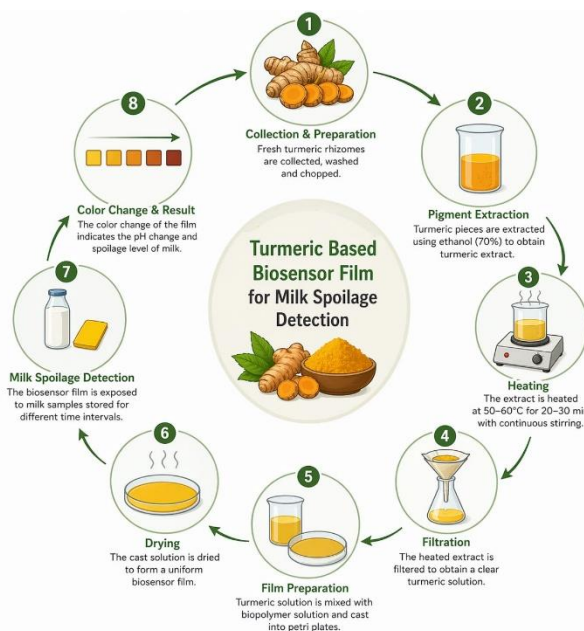 1
Collection & Preparation
Fresh turmeric rhizomes
are collected, washed
and chopped.
2
Pigment Extraction
Turmeric pieces are extracted
using ethanol (70%) to obtain
turmeric extract.
3
Heating
The extract is heated
at 50–60°C for 20–30 mi
with continuous stirring.
4
Filtration
The heated extract is
filtered to obtain a clear
turmeric solution.
5
Film Preparation
Turmeric solution is mixed with
biopolymer solution and cast
into petri plates.
6
Drying
The cast solution is dried
to form a uniform
biosensor film.
7
Milk Spoilage Detection
The biosensor film is exposed
to milk samples stored for
different time intervals.
8
Color Change & Result
The color change of the film
indicates the pH change and
spoilage level of milk.
Turmeric Based
Biosensor Film
for Milk Spoilage
Detection